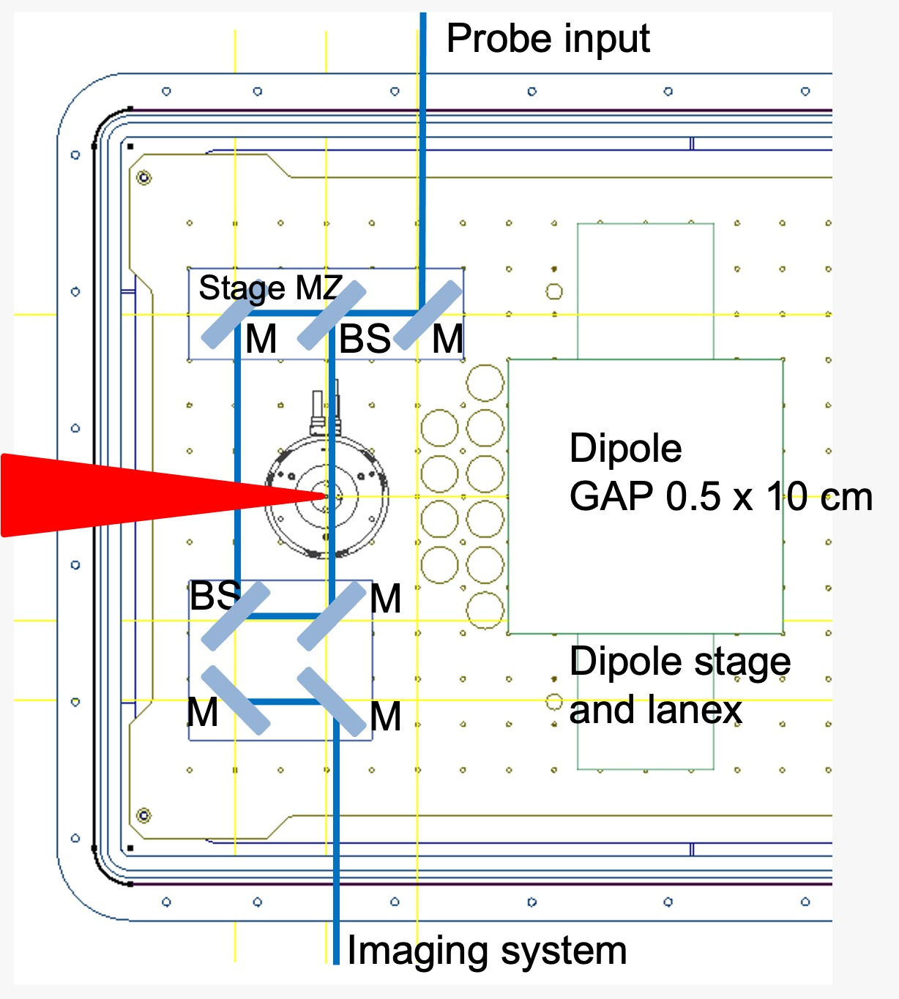 Probe input
Stage MZ
M
BS
M
Dipole
GAP 0.5 x 10 cm
BS
M
Dipole stage
and lanex
M
M
Imaging system